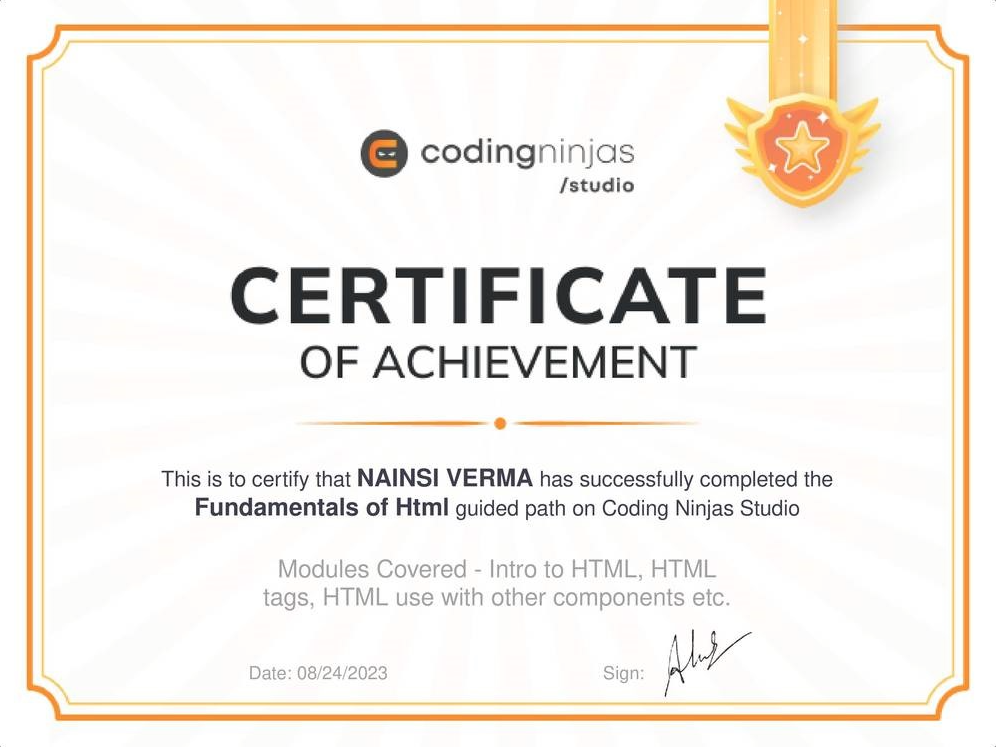 codingninjas
/studio
CERTIFICATE
OF ACHIEVEMENT
This is to certify that NAINSI VERMA has successfully completed the
Fundamentals of Html guided path on Coding Ninjas Studio
Modules Covered - Intro to HTML, HTML
tags, HTML use with other components etc.
Date: 08/24/2023 Sign: